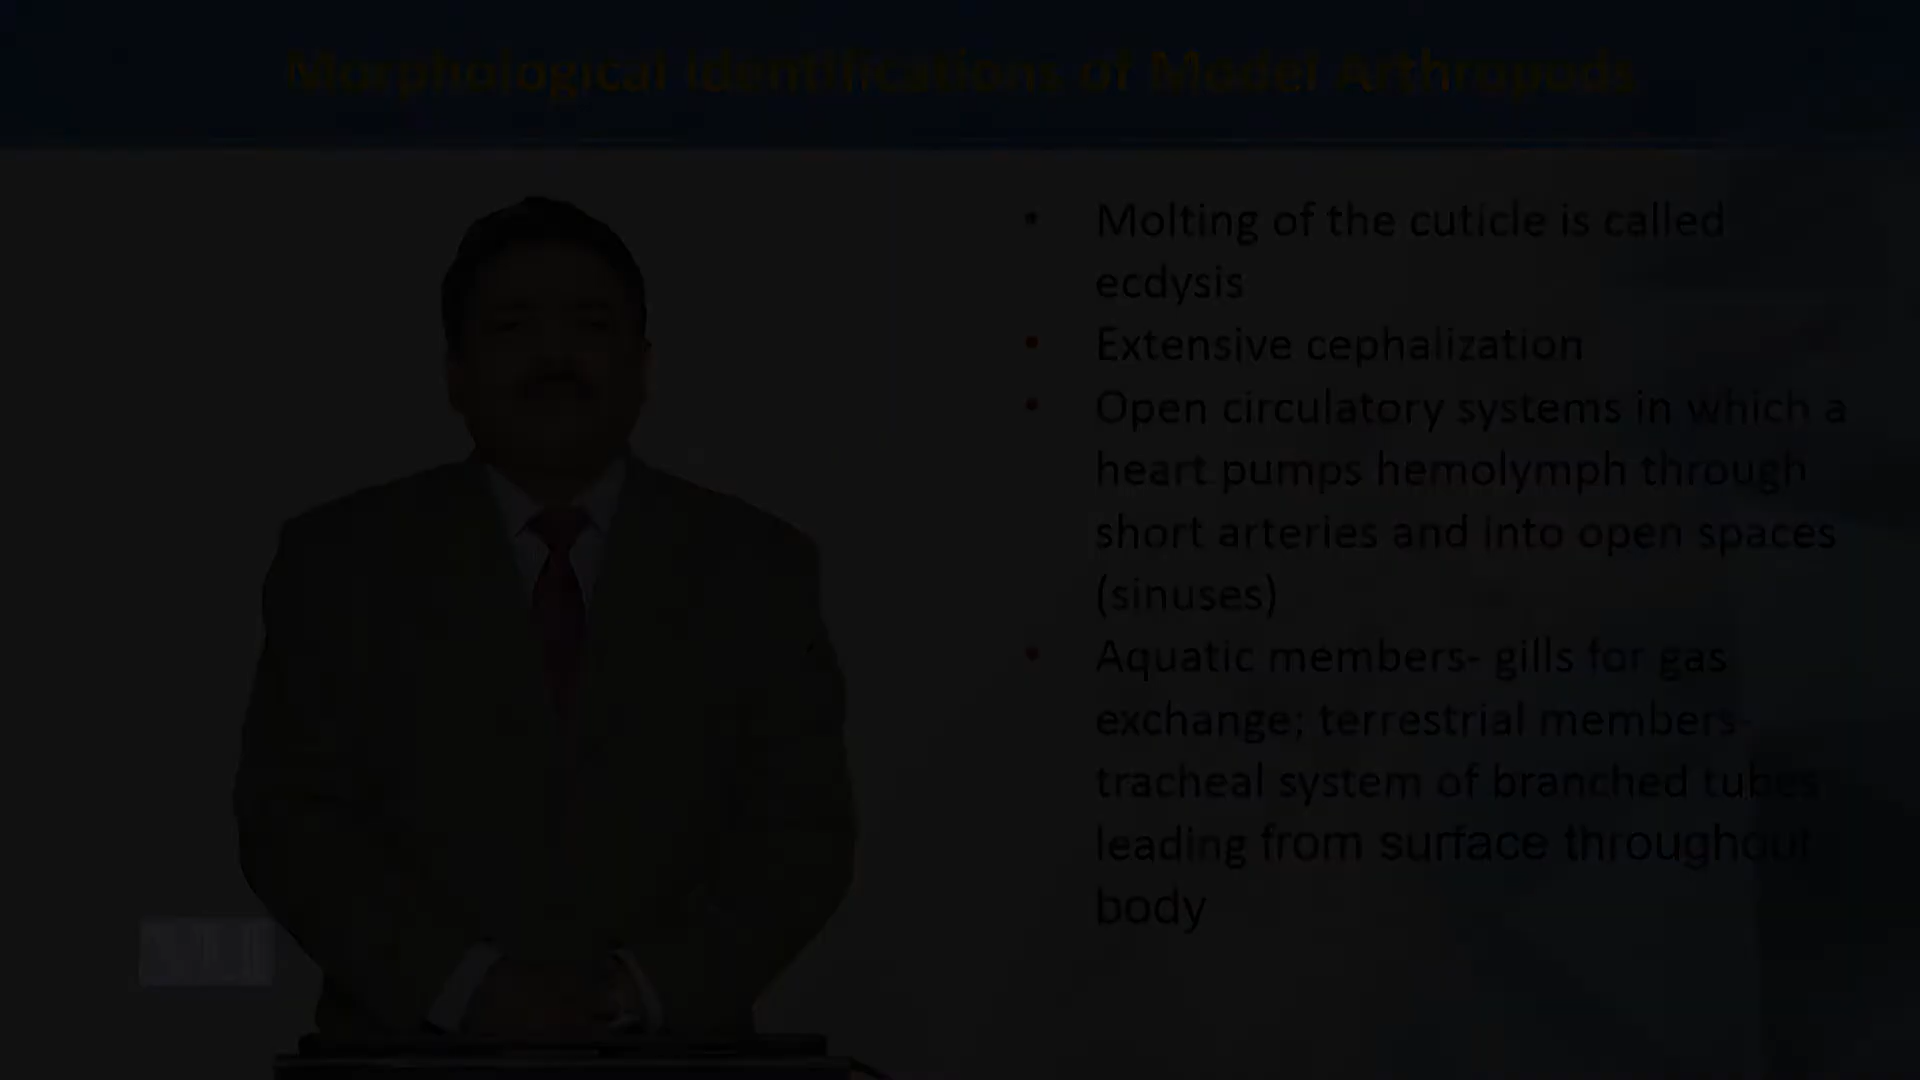 Morphological identifications of Model Arthropods
• Molting of the cuticle is called
ecdysis
• Extensive cephalization
• Open circulatory systems in which a
heart pumps hemolymph through
short arteries and into open spaces
(sinuses)
• Aquatic members- gills for gas
exchange; terrestrial members-
tracheal system of branched tubes
leading from surface throughout
body